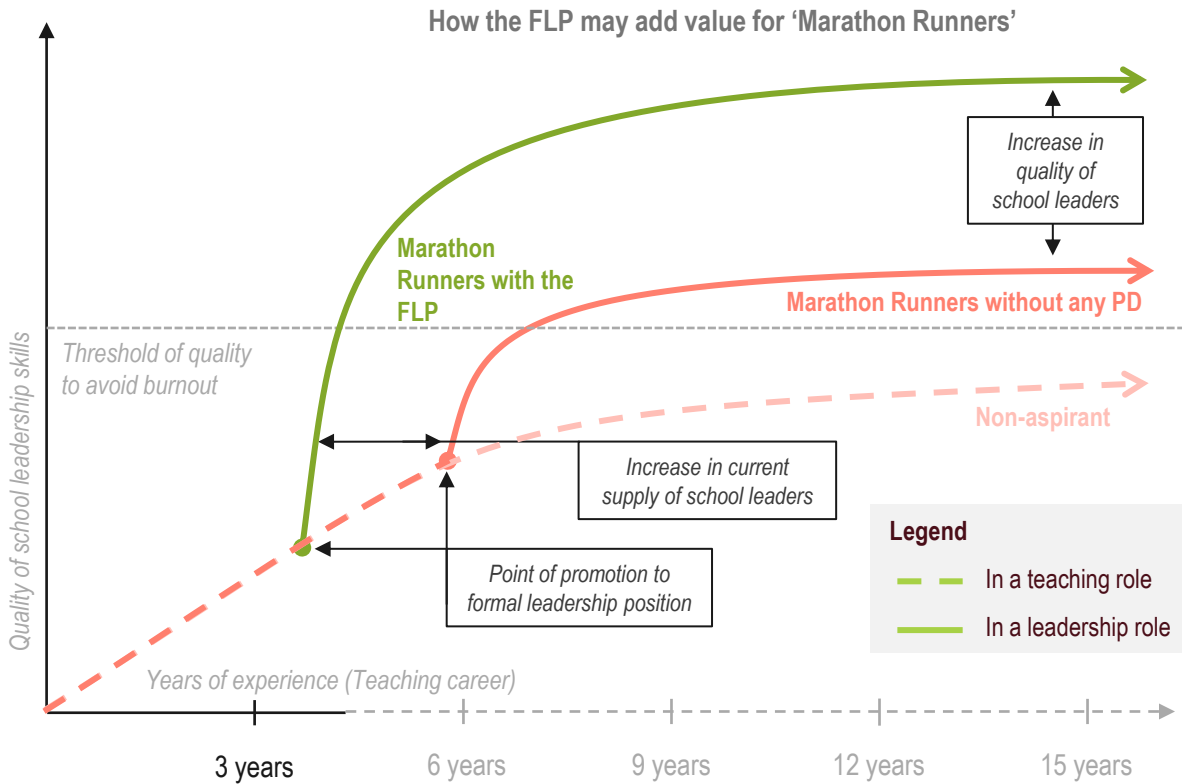 How the FLP may add value for ‘Marathon Runners’
Quality of school leadership skills
Increase in
quality of
school leaders
Marathon
Runners with the
FLP
Marathon Runners without any PD
Threshold of quality
to avoid burnout
Non-aspirant
Increase in current
supply of school leaders
Point of promotion to
formal leadership position
Legend
In a teaching role
In a leadership role
Years of experience (Teaching career)
3 years
6 years
9 years
12 years
15 years